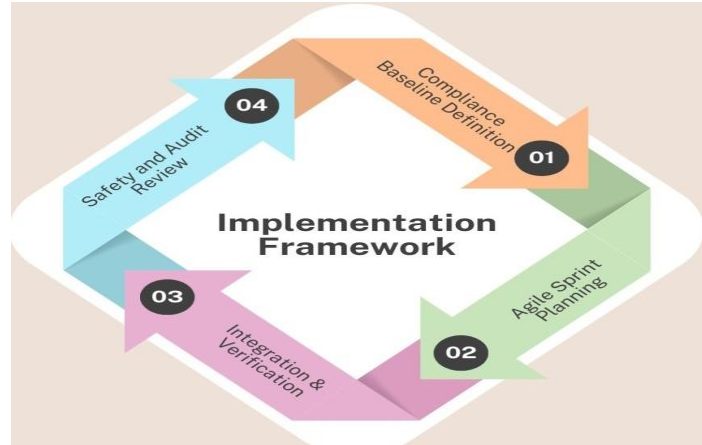 Implementation
Framework
Compliance
Baseline Definition
01
Agile Sprint
Planning
02
Integration &
Verification
03
Safety and Audit
Review
04